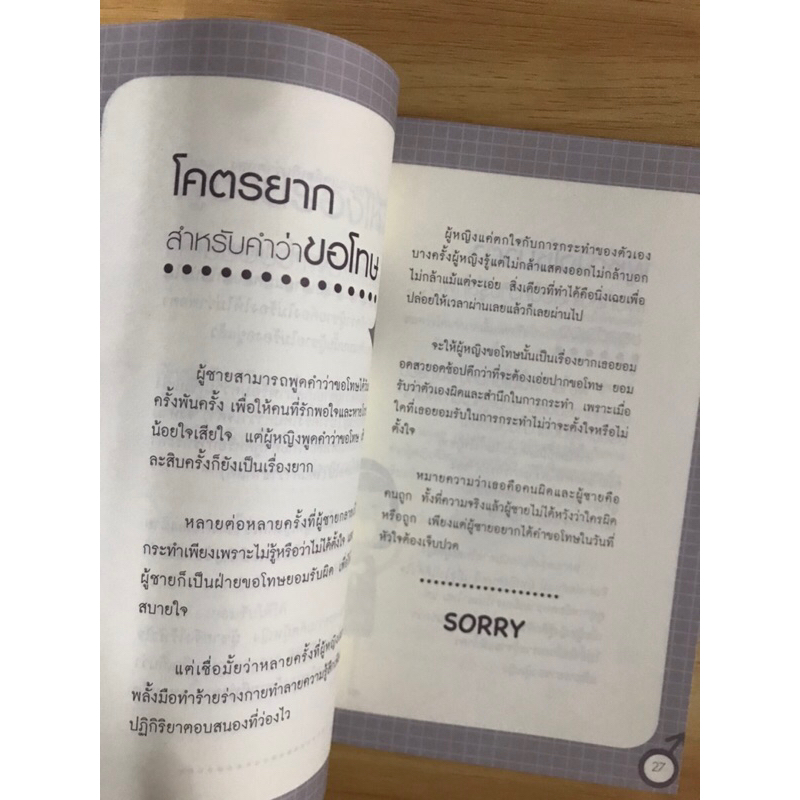 โคตรยาก
สำหรับคำว่าขอโทษ
ผู้ชายสามารถพูดคำว่าขอโทษได้
ครั้งพันครั้ง เพื่อให้คนที่รักพอใจและหาย
น้อยใจเสียใจ แต่ผู้หญิงพูดคำว่าขอโทษ
ละสิบครั้งก็ยังเป็นเรื่องยาก
หลายต่อหลายครั้งที่ผู้ชาย
กระทำเพียงเพราะไม่รู้หรือว่าไม่ได้ตั้งใจ
ผู้ชายก็เป็นฝ่ายขอโทษยอมรับผิด
สบายใจ
แต่เชื่อมั้ยว่าหลายครั้งที่ผู้หญิง
พลั้งมือทำร้ายร่างกายทำลายความรู้สึก
ปฏิกิริยาตอบสนองที่ว่องไว
ผู้หญิงแค่ตกใจกับการกระทำของตัวเอง
บางครั้งผู้หญิงรู้แต่ไม่กล้าแสดงออกไม่กล้าบอก
ไม่กล้าแม้แต่จะเอ่ย สิ่งเดียวที่ทำได้คือนิ่งเฉยเพื่อ
ปล่อยให้เวลาผ่านเลยแล้วก็เลยผ่านไป
จะให้ผู้หญิงขอโทษนั้นเป็นเรื่องยากเธอยอม
อดสวยอดช้อปดีกว่าที่จะต้องเอ่ยปากขอโทษ ยอม
รับว่าตัวเองผิดและสำนึกในการกระทำ เพราะเมื่อ
ใดที่เธอยอมรับในการกระทำไม่ว่าจะตั้งใจหรือไม่
ตั้งใจ
หมายความว่าเธอคือคนผิดและผู้ชายคือ
คนถูก ทั้งที่ความจริงแล้วผู้ชายไม่ได้หวังว่าใครผิด
หรือถูก เพียงแต่ผู้ชายอยากได้คำขอโทษในวันที่
หัวใจต้องเจ็บปวด
SORRY
27